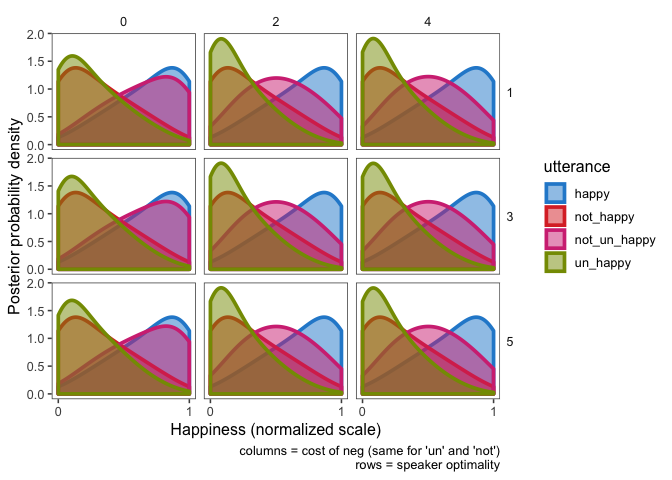 0 2 4
2.0
1.5
1.0
0.5
0.0
1
2.0
1.5
1.0
0.5
0.0
3
2.0
1.5
1.0
0.5
0.0
5
0 1 0 1 0 1
Posterior probability density
Happiness (normalized scale)
columns = cost of neg (same for 'un' and 'not')
rows = speaker optimality
utterance
happy
not_happy
not_un_happy
un_happy